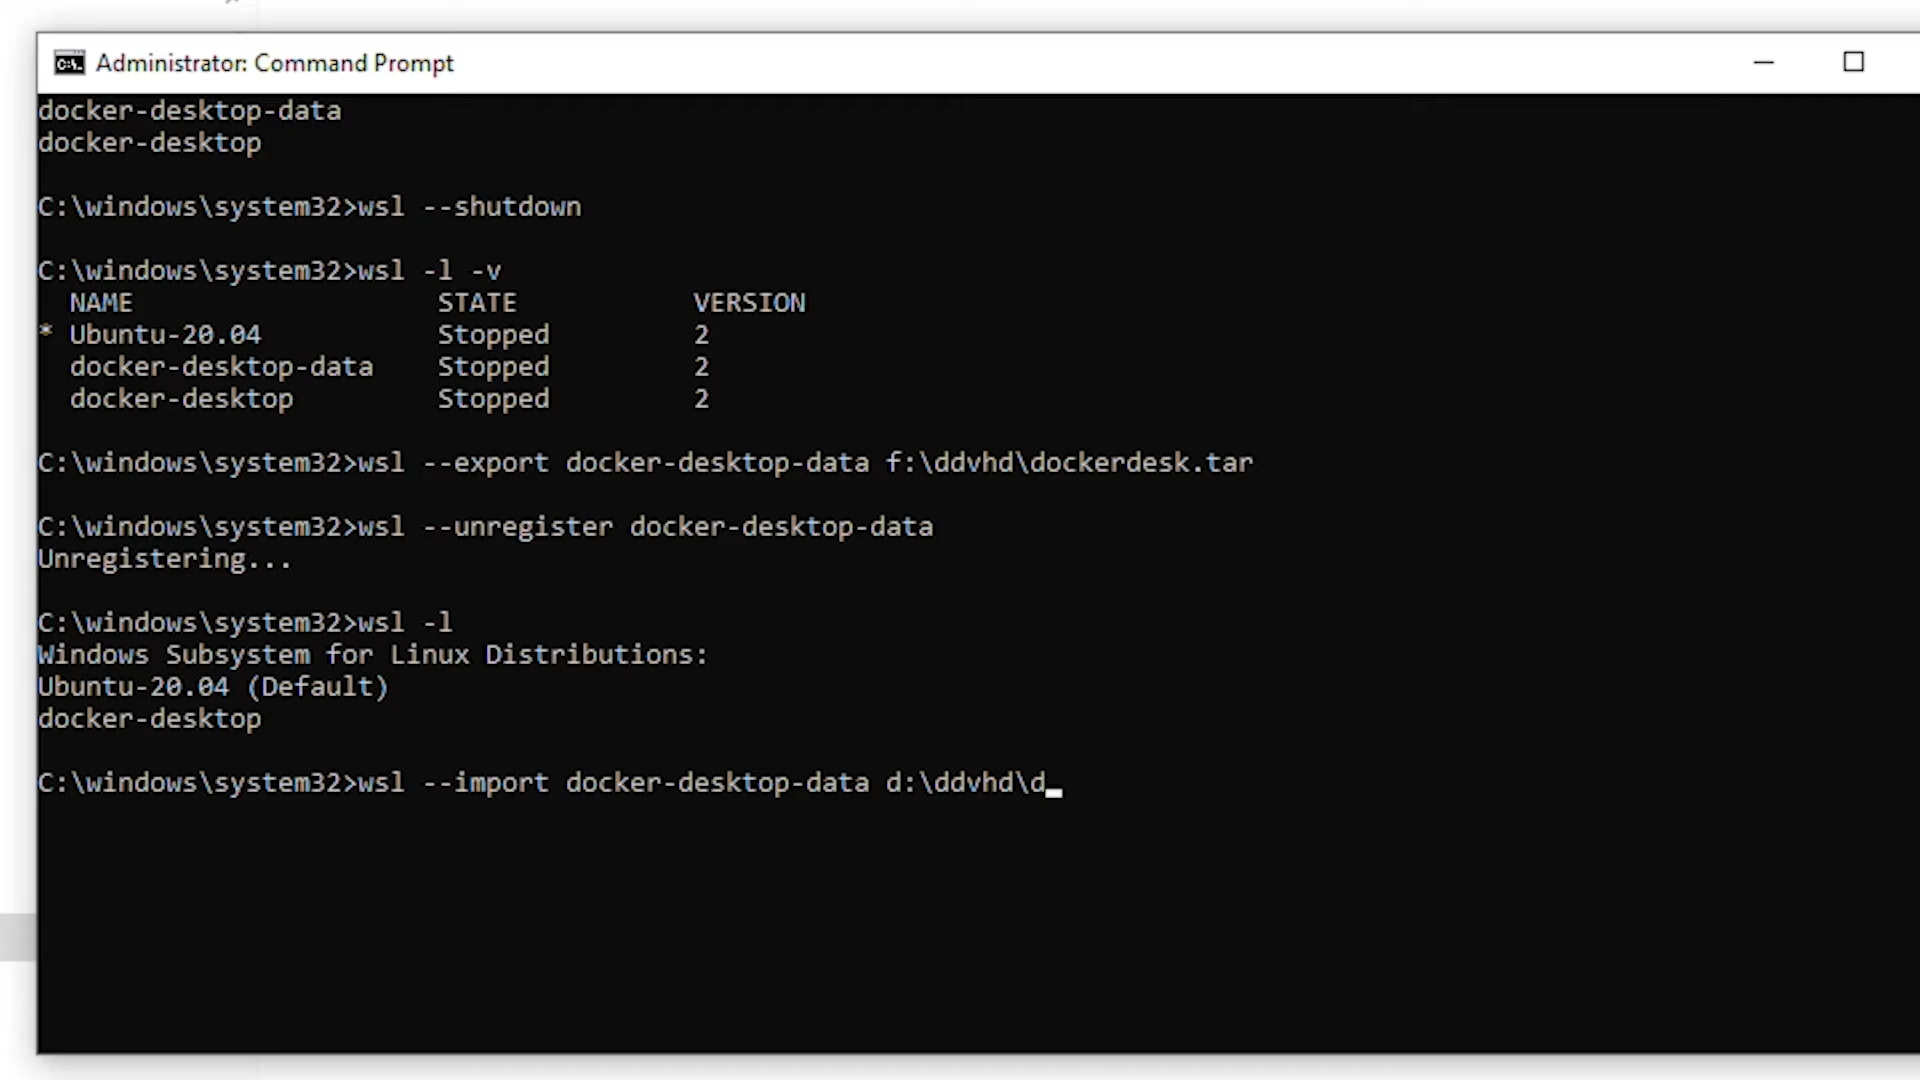 Administrator: Command Prompt
docker-desktop-data
docker-desktop
C:\windows\system32>wsl --shutdown
C:\windows\system32>wsl -l -v
NAME STATE VERSION
* Ubuntu-20.04 Stopped 2
docker-desktop-data Stopped 2
docker-desktop Stopped 2
C:\windows\system32>wsl --export docker-desktop-data f:\ddvhd\dockerdesk.tar
C:\windows\system32>wsl --unregister docker-desktop-data
Unregistering...
C:\windows\system32>wsl -l
Windows Subsystem for Linux Distributions:
Ubuntu-20.04 (Default)
docker-desktop
C:\windows\system32>wsl --import docker-desktop-data d:\ddvhd\d